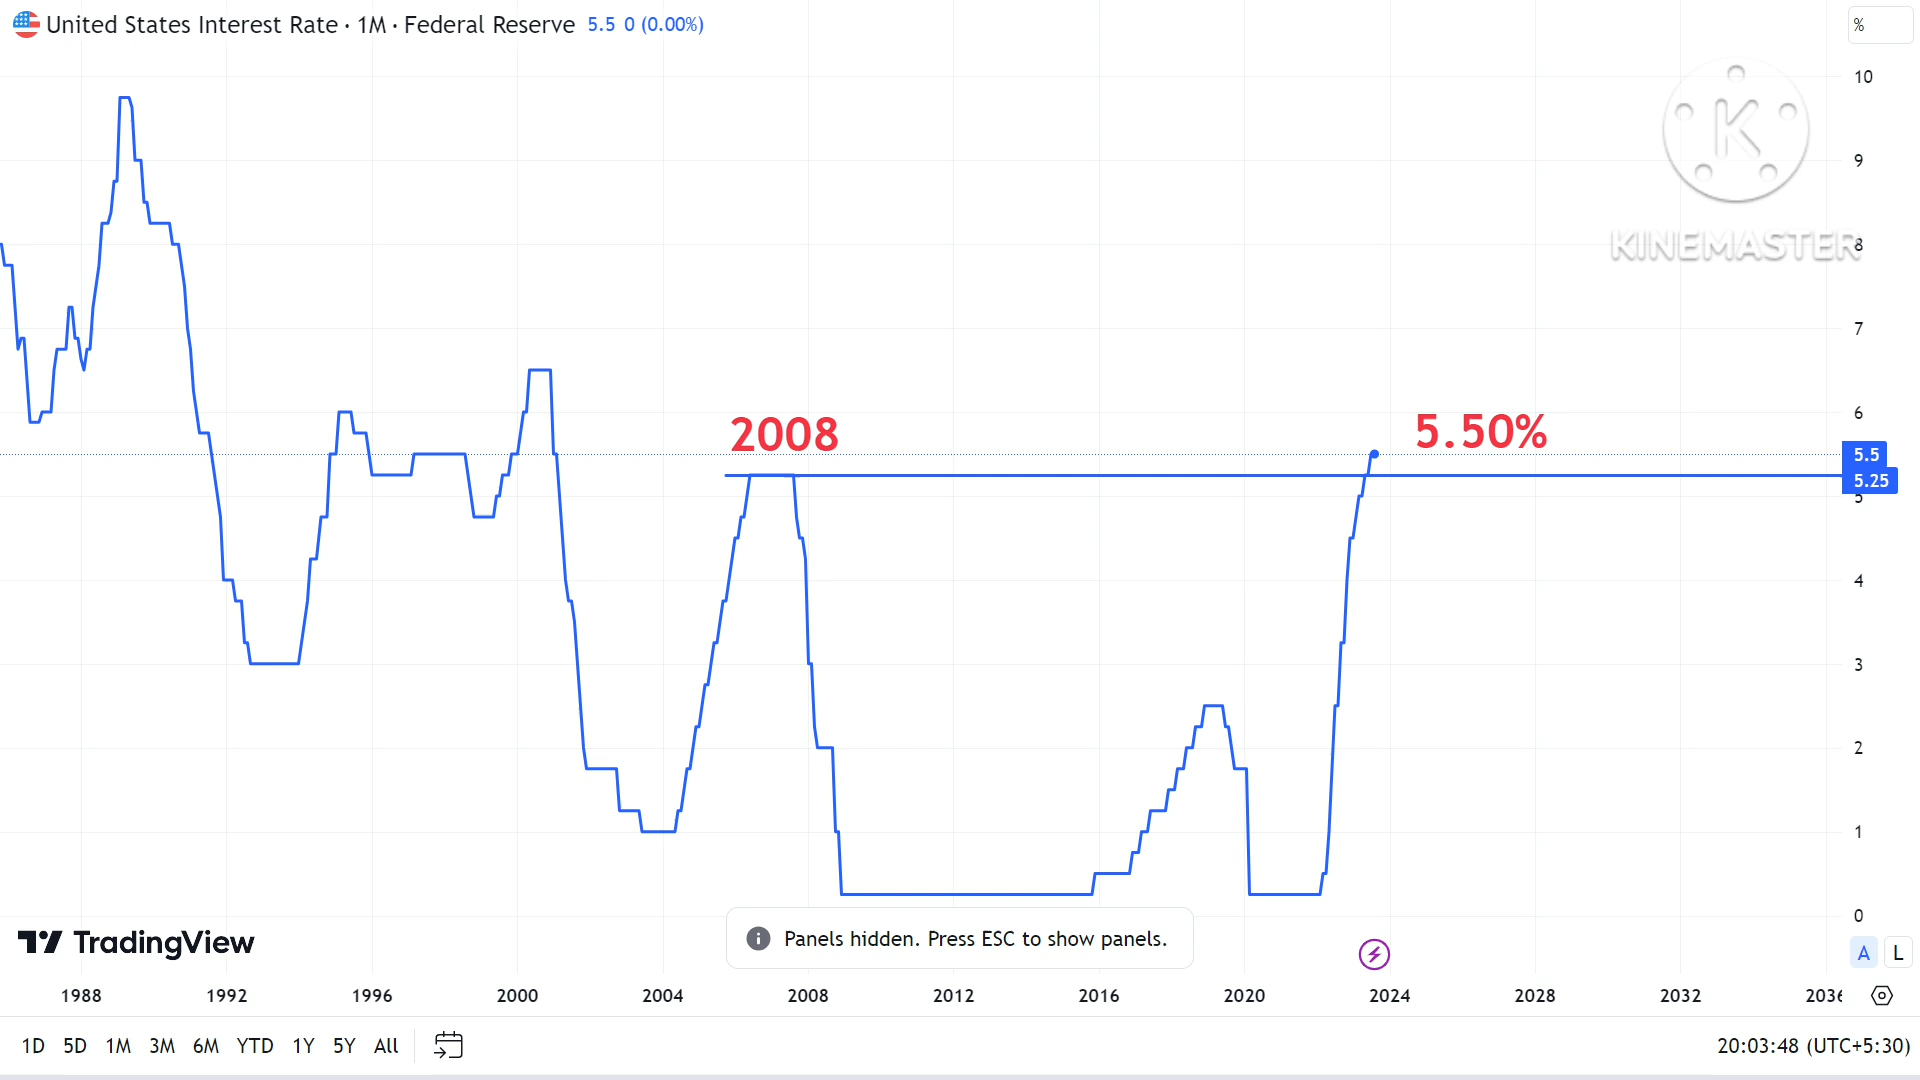 United States Interest Rate · 1M · Federal Reserve 5.5 0 (0.00%)
%
10
9
KINEMASTER
8
7
6
2008
5.50%
5.5
5.25
5
4
3
2
1
0
TradingView
Panels hidden. Press ESC to show panels.
A L
1988 1992 1996 2000 2004 2008 2012 2016 2020 2024 2028 2032 2036
1D 5D 1M 3M 6M YTD 1Y 5Y All
20:03:48 (UTC+5:30)